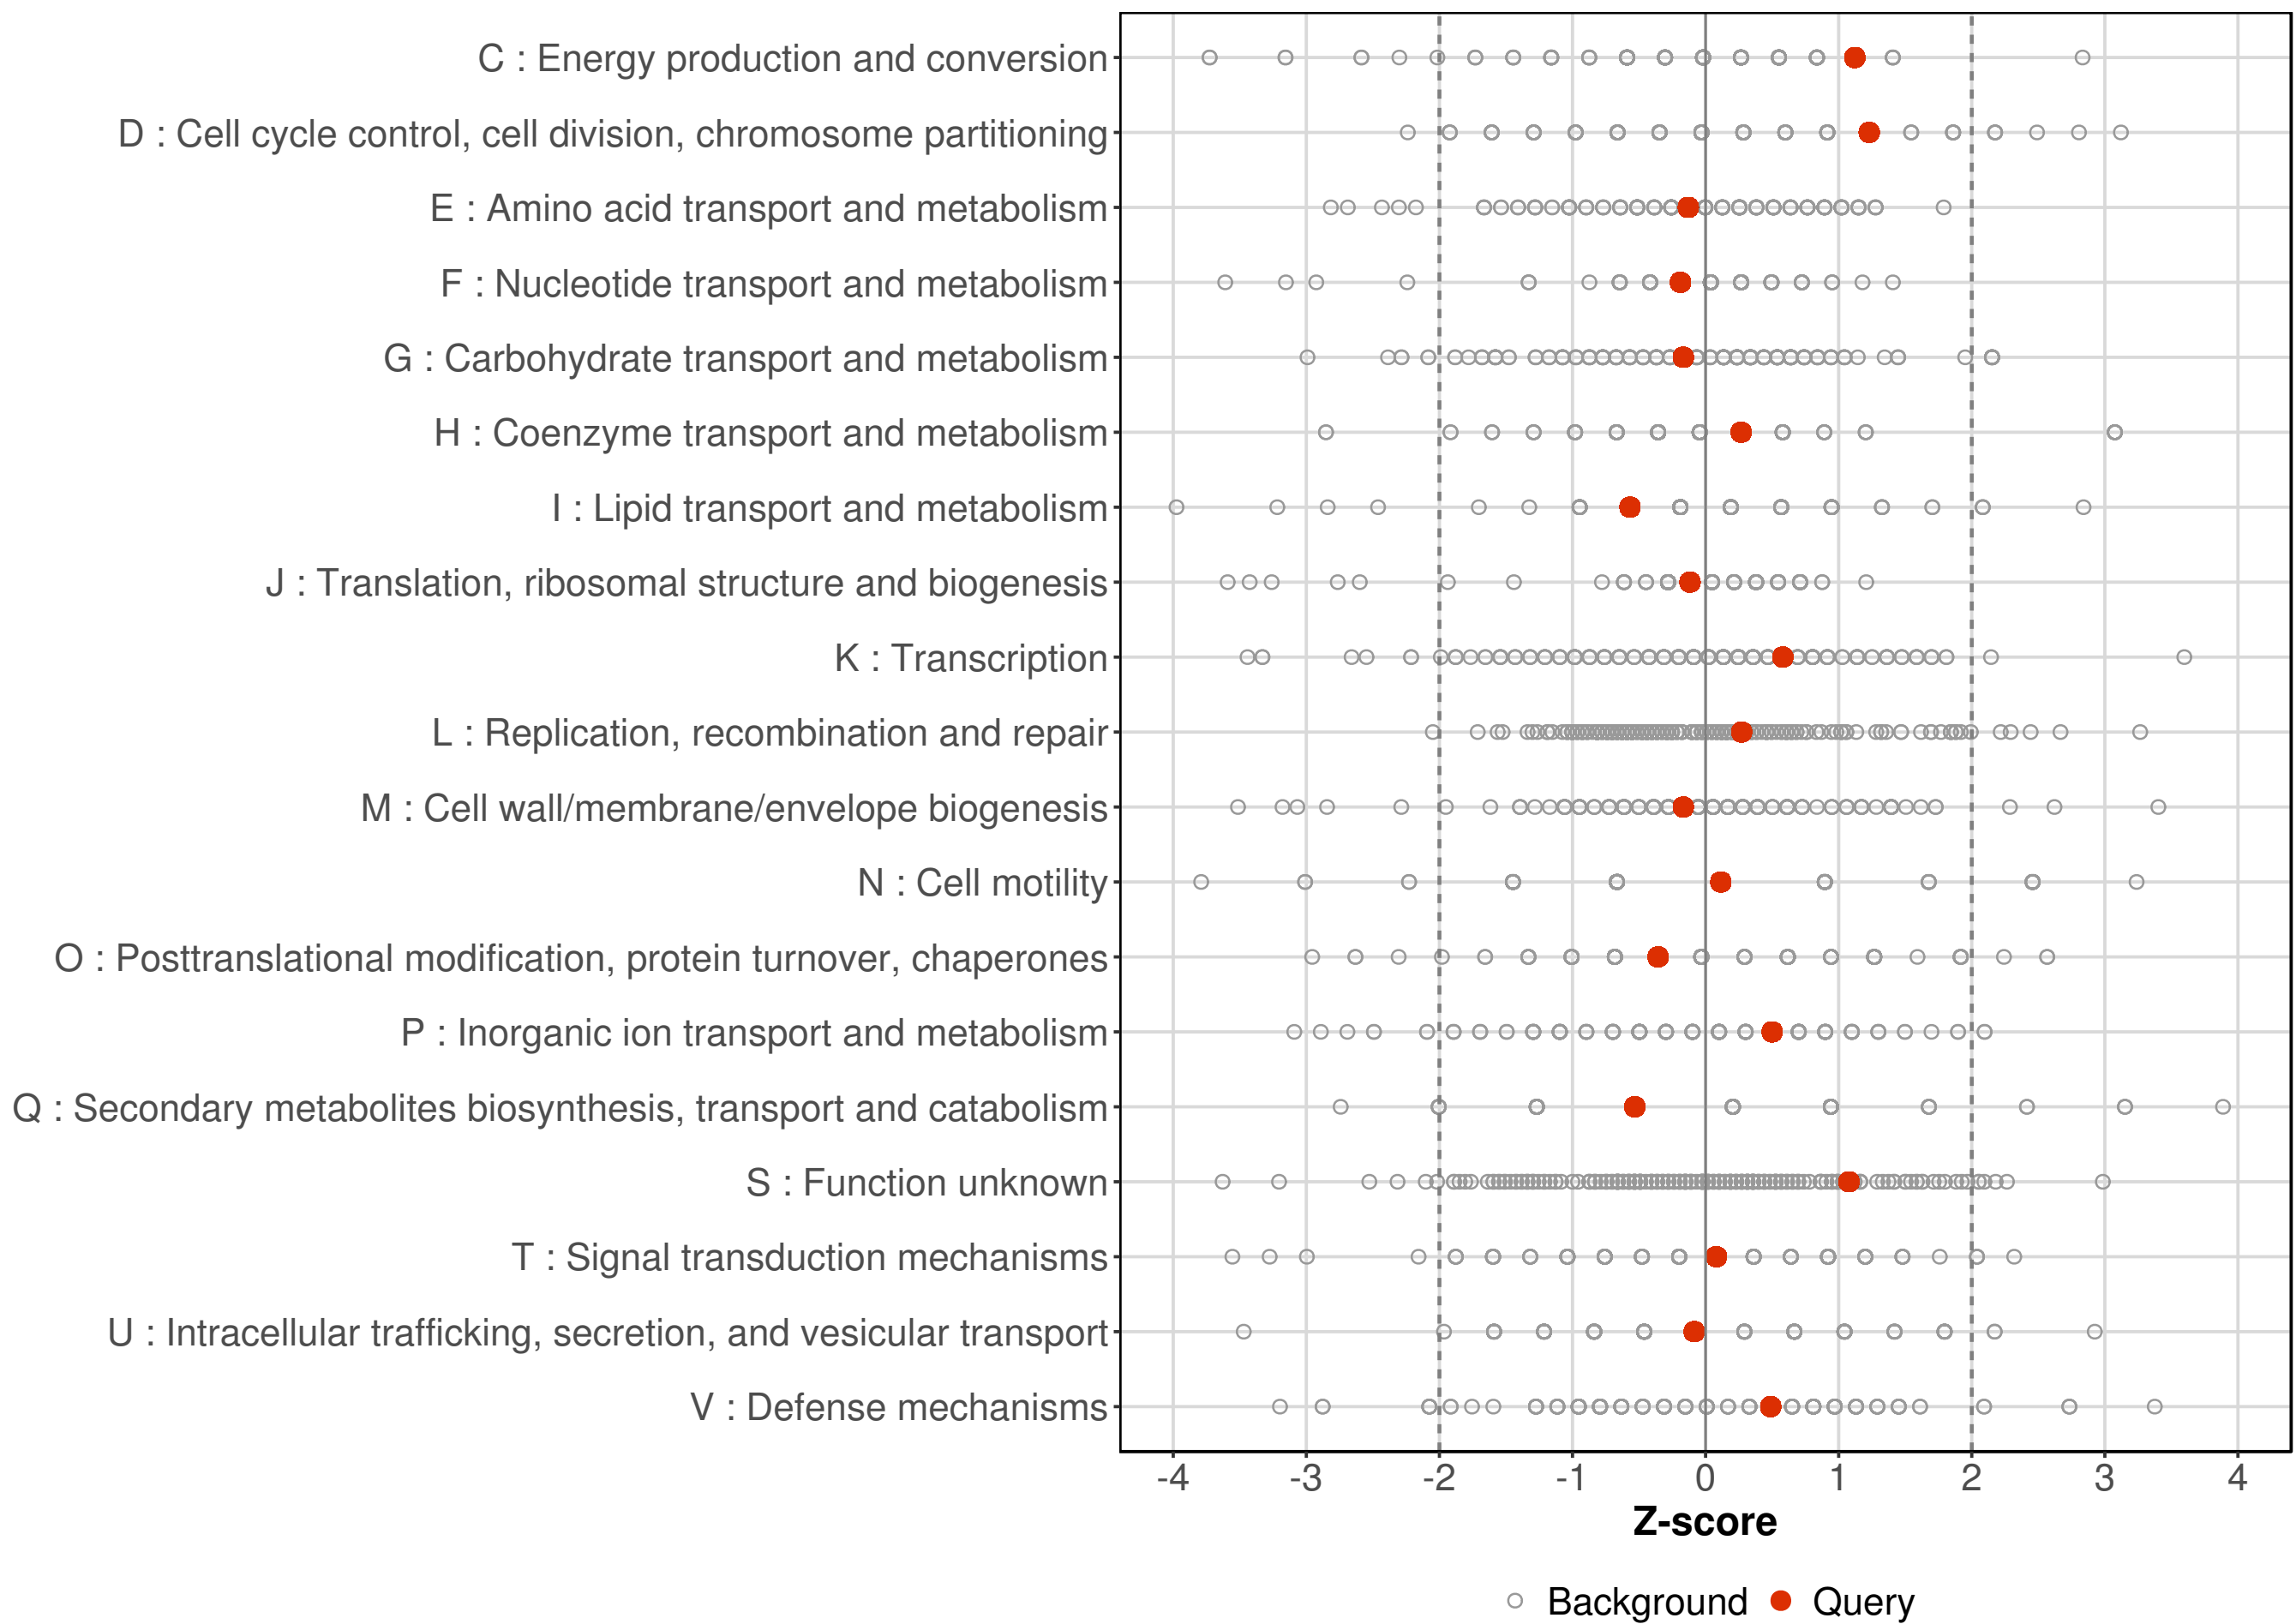 C : Energy production and conversion
D : Cell cycle control, cell division, chromosome partitioning
E : Amino acid transport and metabolism
F : Nucleotide transport and metabolism
G : Carbohydrate transport and metabolism
H : Coenzyme transport and metabolism
I : Lipid transport and metabolism
J : Translation, ribosomal structure and biogenesis
K : Transcription
L : Replication, recombination and repair
M : Cell wall/membrane/envelope biogenesis
N : Cell motility
O : Posttranslational modification, protein turnover, chaperones
P : Inorganic ion transport and metabolism
Q : Secondary metabolites biosynthesis, transport and catabolism
S : Function unknown
T : Signal transduction mechanisms
U : Intracellular trafficking, secretion, and vesicular transport
V : Defense mechanisms
-4 -3 -2 -1 0 1 2 3 4
Z-score
Background Query